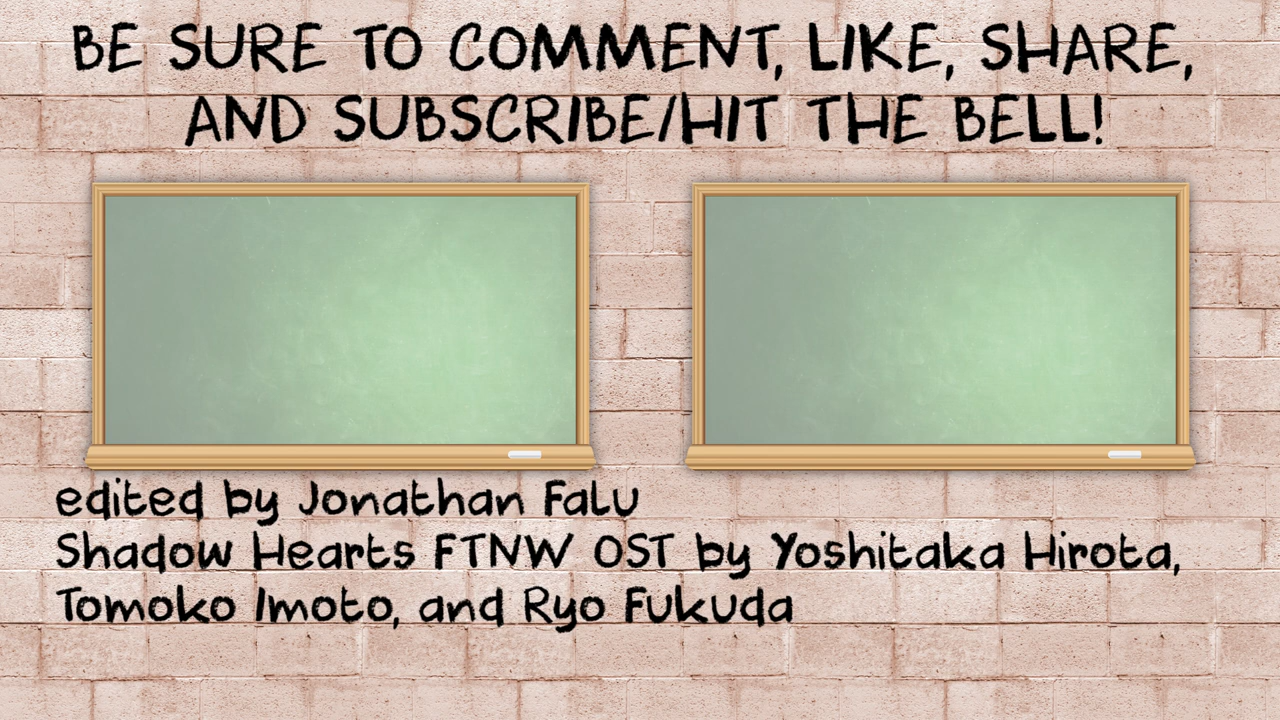 BE SURE TO COMMENT, LIKE, SHARE,
AND SUBSCRIBE/HIT THE BELL!
edited by Jonathan Falu
Shadow Hearts FTNW OST by Yoshitaka Hirota,
Tomoko Imoto, and Ryo Fukuda